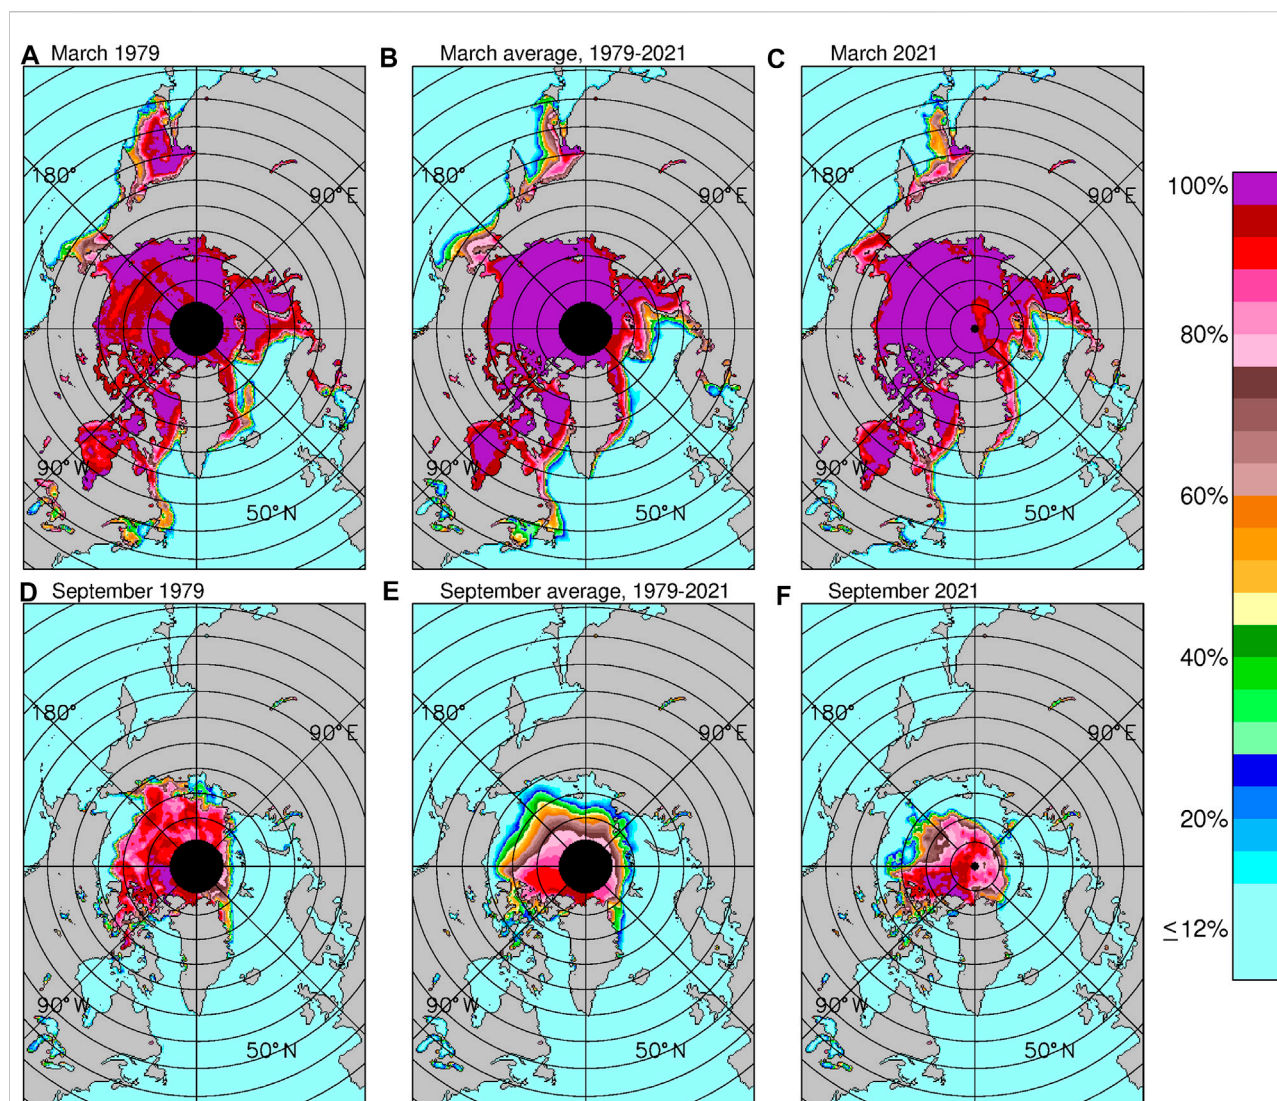 A March 1979
B March average, 1979-2021
C March 2021
180°
90°E
90°W
50°N
180°
90°E
90°W
50°N
180°
90°E
90°W
50°N
D September 1979
E September average, 1979-2021
F September 2021
180°
90°E
90°W
50°N
180°
90°E
90°W
50°N
180°
90°E
90°W
50°N
100%
80%
60%
40%
20%
≤12%